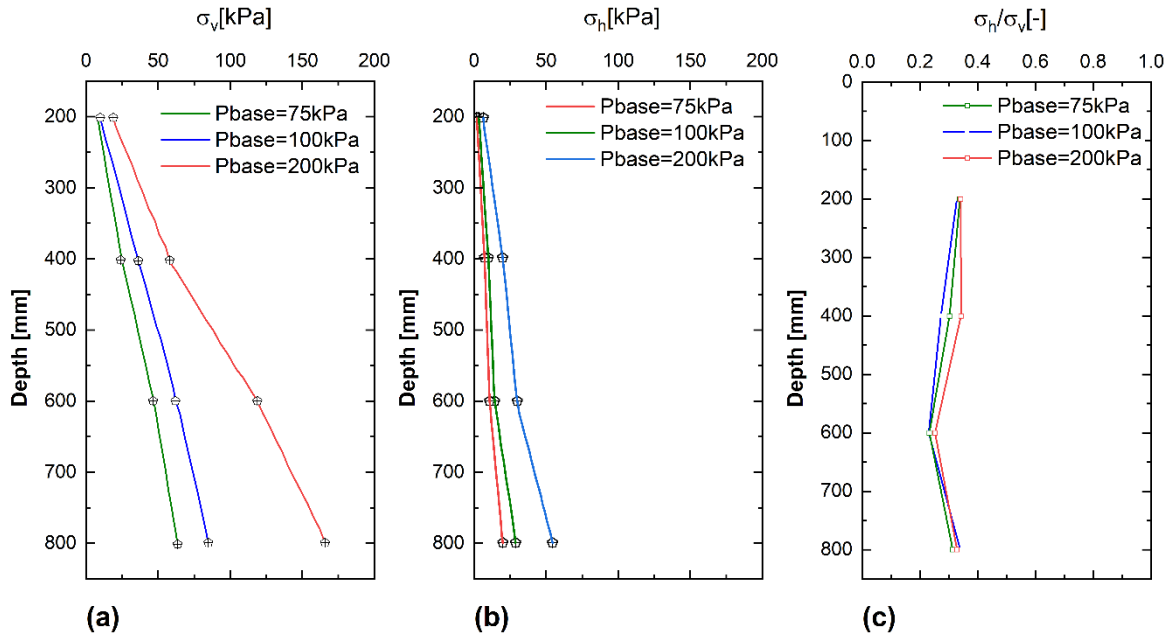 σv[kPa]
0 50 100 150 200
200
300
400
500
600
700
800
Depth [mm]
Pbase=75kPa
Pbase=100kPa
Pbase=200kPa
(a)
σh[kPa]
0 50 100 150 200
200
300
400
500
600
700
800
Depth [mm]
Pbase=75kPa
Pbase=100kPa
Pbase=200kPa
(b)
σh/σv[-]
0.0 0.2 0.4 0.6 0.8 1.0
0
100
200
300
400
500
600
700
800
Depth [mm]
Pbase=75kPa
Pbase=100kPa
Pbase=200kPa
(c)